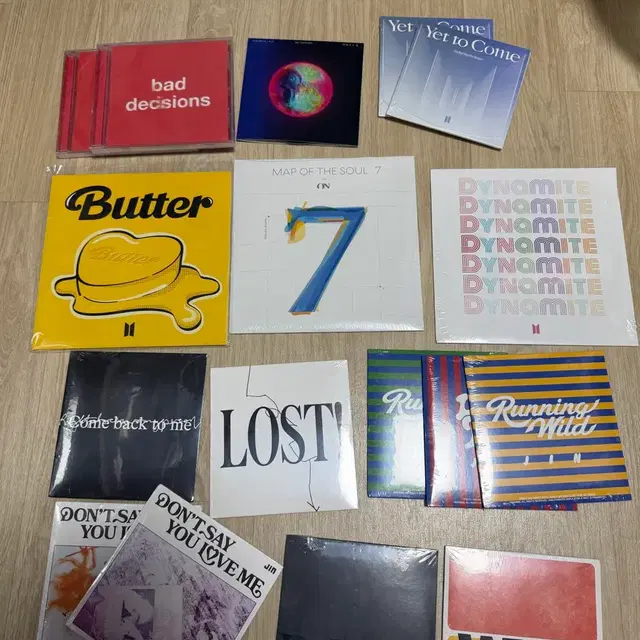 bad
decisions
Yet to Come
Yet to Come
Butter
Butter
MAP OF THE SOUL 7
ON
7
DYNAMITE
DYNAMITE
DYNAMITE
DYNAMITE
DYNAMITE
DYNAMITE
DYNAMITE
Come back to me
LOST!
Ru
Running
Wild
JIN
DON'T SAY
YOU
DON'T SAY
YOU LOVE ME
JIN